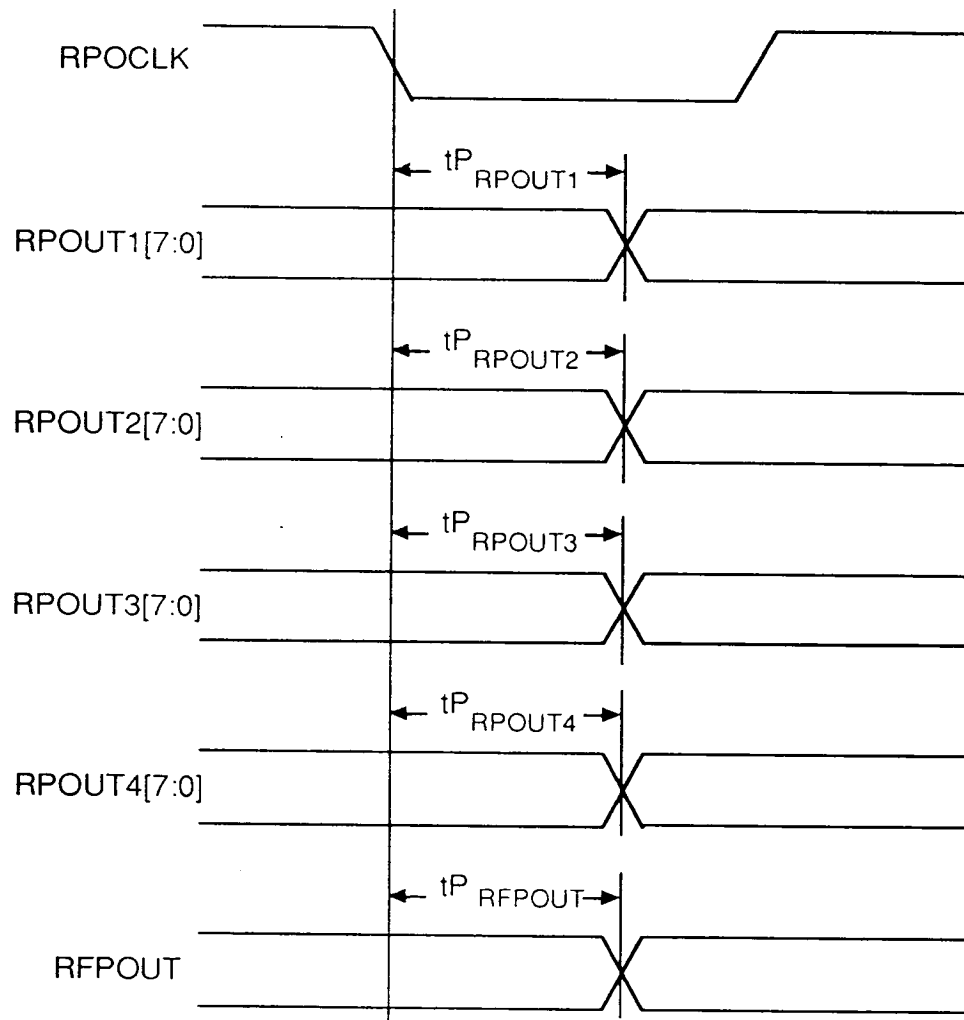 RPOCLK
tP RPOUT1
RPOUT1[7:0]
tP RPOUT2
RPOUT2[7:0]
tP RPOUT3
RPOUT3[7:0]
tP RPOUT4
RPOUT4[7:0]
tP RFPOUT
RFPOUT